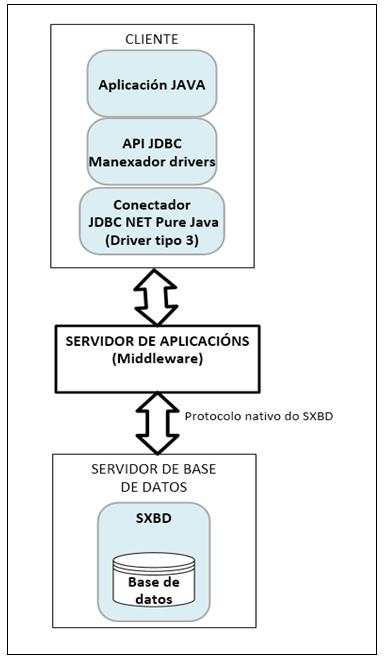 CLIENTE
Aplicación JAVA
API JDBC
Manexador drivers
Conectador
JDBC NET Pure Java
(Driver tipo 3)
SERVIDOR DE APLICACIÓNS
(Middleware)
Protocolo nativo do SXBD
SERVIDOR DE BASE
DE DATOS
SXBD
Base de
datos